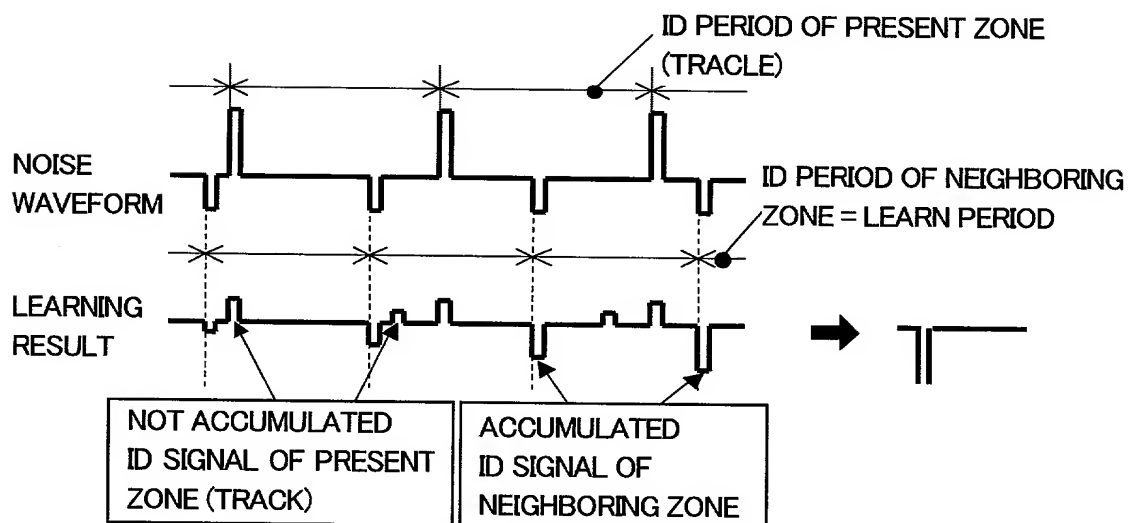 ID PERIOD OF PRESENT ZONE
(TRACLE)
NOISE
WAVEFORM
ID PERIOD OF NEIGHBORING
ZONE = LEARN PERIOD
LEARNING
RESULT
NOT ACCUMULATED
ID SIGNAL OF PRESENT
ZONE (TRACK)
ACCUMULATED
ID SIGNAL OF
NEIGHBORING ZONE